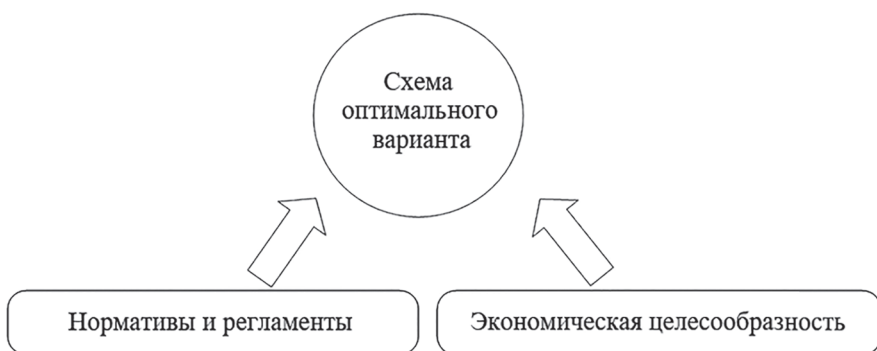 Схема
оптимального
варианта
Нормативы и регламенты
Экономическая целесообразность